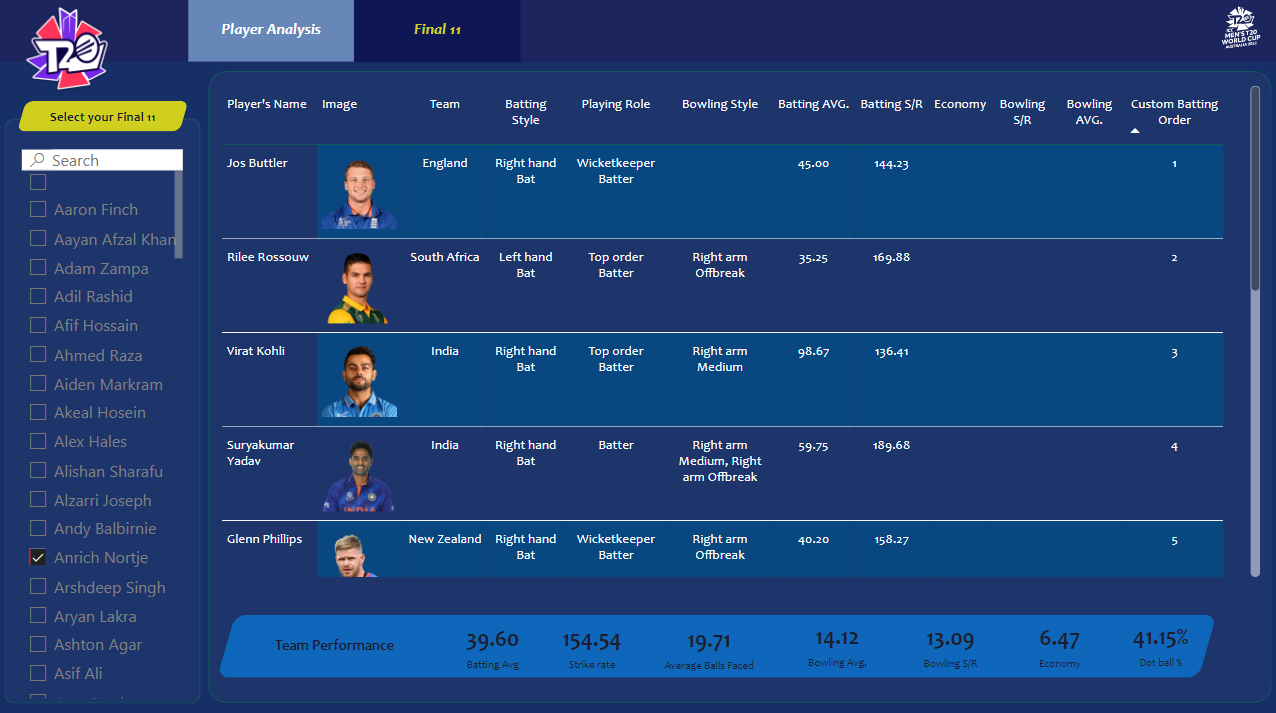 Player Analysis
Final 11
T20
ICC
MEN'S T20
WORLD CUP
AUSTRALIA 2022
Select your Final 11
Search
Aaron Finch
Aayan Afzal Khan
Adam Zampa
Adil Rashid
Afif Hossain
Ahmed Raza
Aiden Markram
Akeal Hosein
Alex Hales
Alishan Sharafu
Alzarri Joseph
Andy Balbirnie
Anrich Nortje
Arshdeep Singh
Aryan Lakra
Ashton Agar
Asif Ali
Player's Name Image Team Batting Style Playing Role Bowling Style Batting AVG. Batting S/R Economy Bowling S/R Bowling AVG. Custom Batting Order
Jos Buttler England Right hand Bat Wicketkeeper Batter 45.00 144.23 1
Rilee Rossouw South Africa Left hand Bat Top order Batter Right arm Offbreak 35.25 169.88 2
Virat Kohli India Right hand Bat Top order Batter Right arm Medium 98.67 136.41 3
Suryakumar Yadav India Right hand Bat Batter Right arm Medium, Right arm Offbreak 59.75 189.68 4
INDIA
Glenn Phillips New Zealand Right hand Bat Wicketkeeper Batter Right arm Offbreak 40.20 158.27 5
Team Performance
39.60 154.54 19.71 14.12 13.09 6.47 41.15%
Batting Avg Strike rate Average Balls Faced Bowling Avg. Bowling S/R Economy Dot ball %